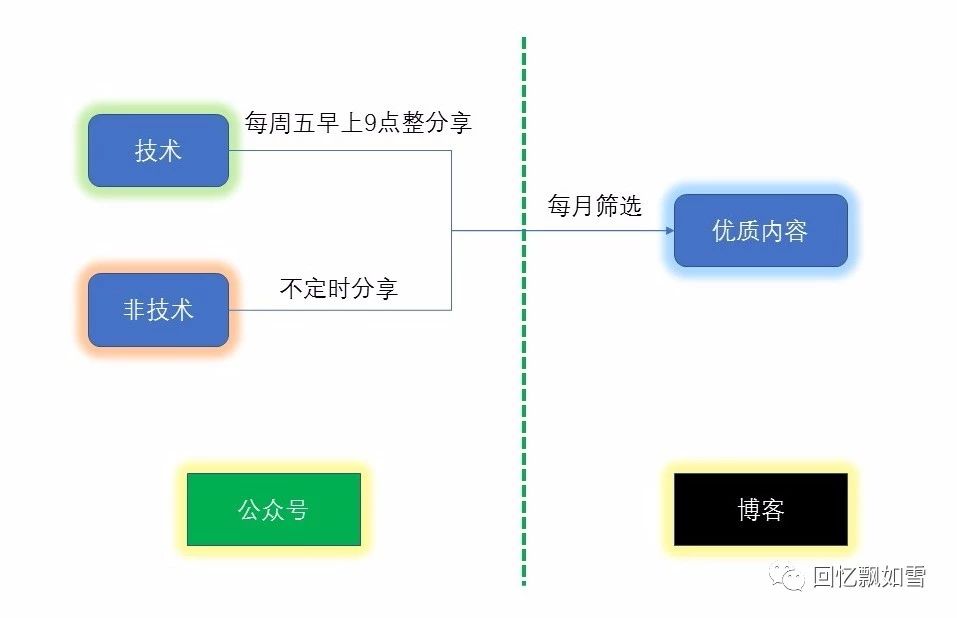 每周五早上9点整分享
技术
每月筛选
优质内容
不定时分享
非技术
公众号
博客
回忆飘如雪